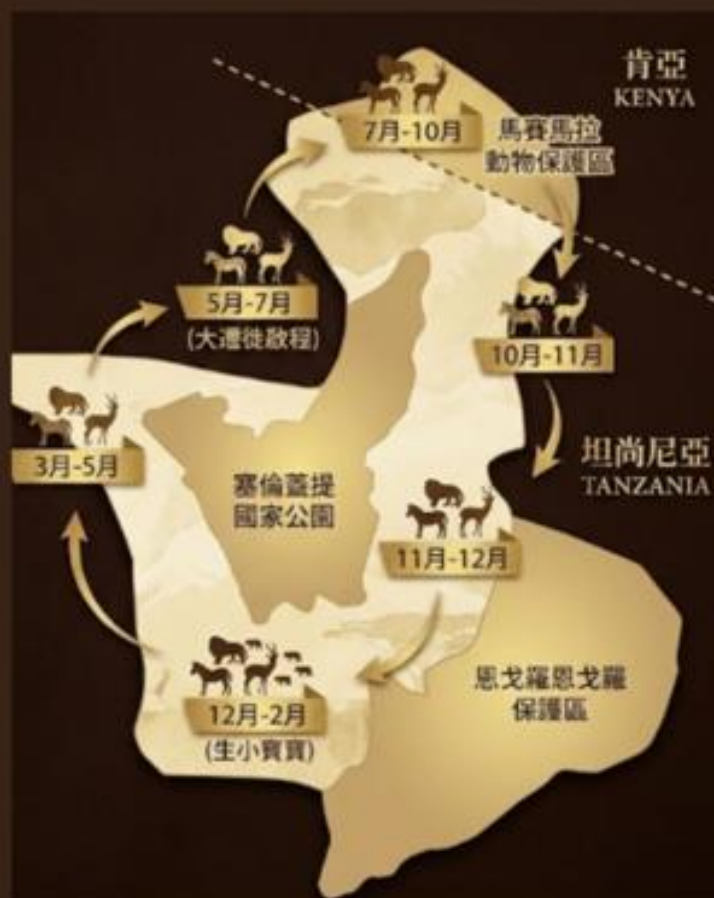 肯亞
KENYA
7月-10月
馬賽馬拉
動物保護區
5月-7月
(大遷徙啟程)
10月-11月
3月-5月
坦尚尼亞
TANZANIA
塞倫蓋提
國家公園
11月-12月
12月-2月
(生小寶寶)
恩戈羅恩戈羅
保護區